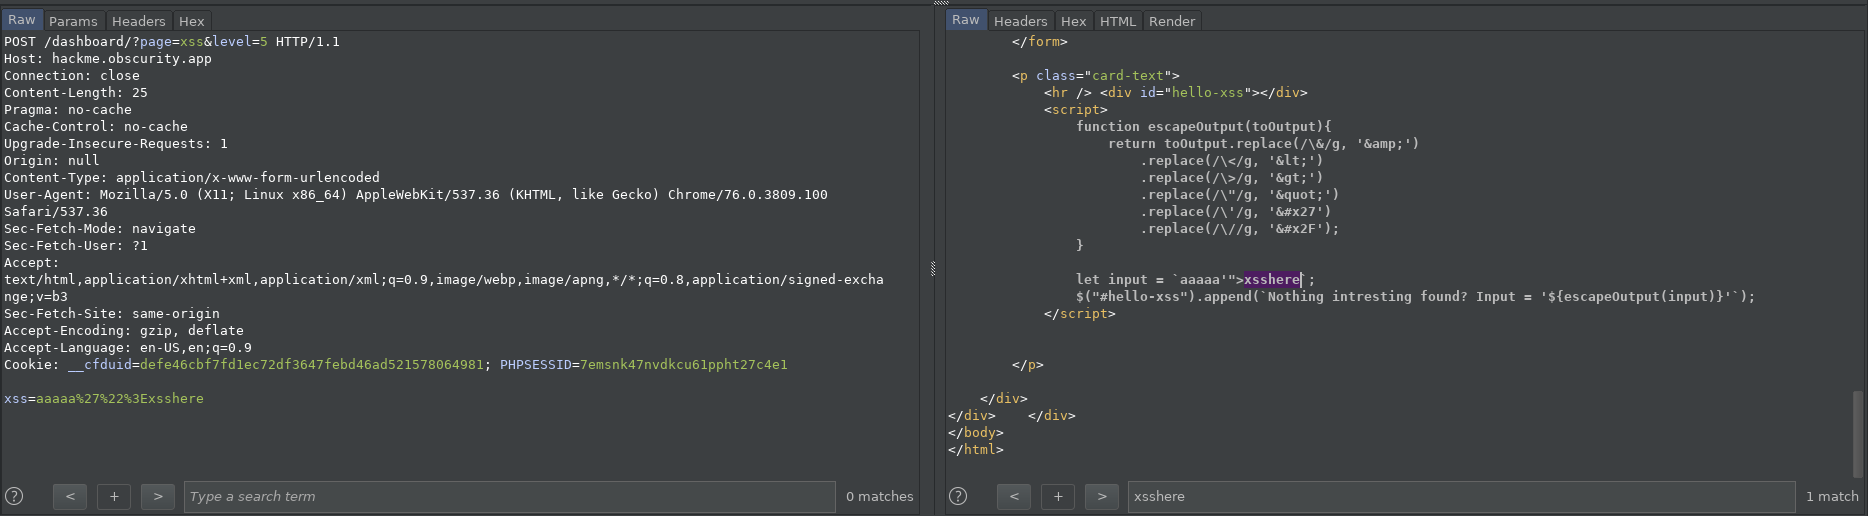 Raw Params Headers Hex
POST /dashboard/?page=xss&level=5 HTTP/1.1
Host: hackme.obscurity.app
Connection: close
Content-Length: 25
Pragma: no-cache
Cache-Control: no-cache
Upgrade-Insecure-Requests: 1
Origin: null
Content-Type: application/x-www-form-urlencoded
User-Agent: Mozilla/5.0 (X11; Linux x86_64) AppleWebKit/537.36 (KHTML, like Gecko) Chrome/76.0.3809.100
Safari/537.36
Sec-Fetch-Mode: navigate
Sec-Fetch-User: ?1
Accept:
text/html,application/xhtml+xml,application/xml;q=0.9,image/webp,image/apng,*/*;q=0.8,application/signed-excha
nge;v=b3
Sec-Fetch-Site: same-origin
Accept-Encoding: gzip, deflate
Accept-Language: en-US,en;q=0.9
Cookie: __cfduid=defe46cbf7fd1ec72df3647febd46ad521578064981; PHPSESSID=7emsnk47nvdkcu61ppht27c4e1
xss=aaaaa%27%22%3Exsshere
? < + > Type a search term 0 matches
Raw Headers Hex HTML Render
</form>
<p class="card-text">
<hr /> <div id="hello-xss"></div>
<script>
function escapeOutput(toOutput){
return toOutput.replace(/\&/g, '&amp;')
.replace(/\</g, '&lt;')
.replace(/\>/g, '&gt;')
.replace(/\"/g, '&quot;')
.replace(/\'/g, '&#x27')
.replace(/\//g, '&#x2F');
}
let input = `aaaaa'">xsshere`;
$("#hello-xss").append(`Nothing intresting found? Input = '${escapeOutput(input)}'`);
</script>
</p>
</div>
</div> </div>
</body>
</html>
? < + > xsshere 1 match